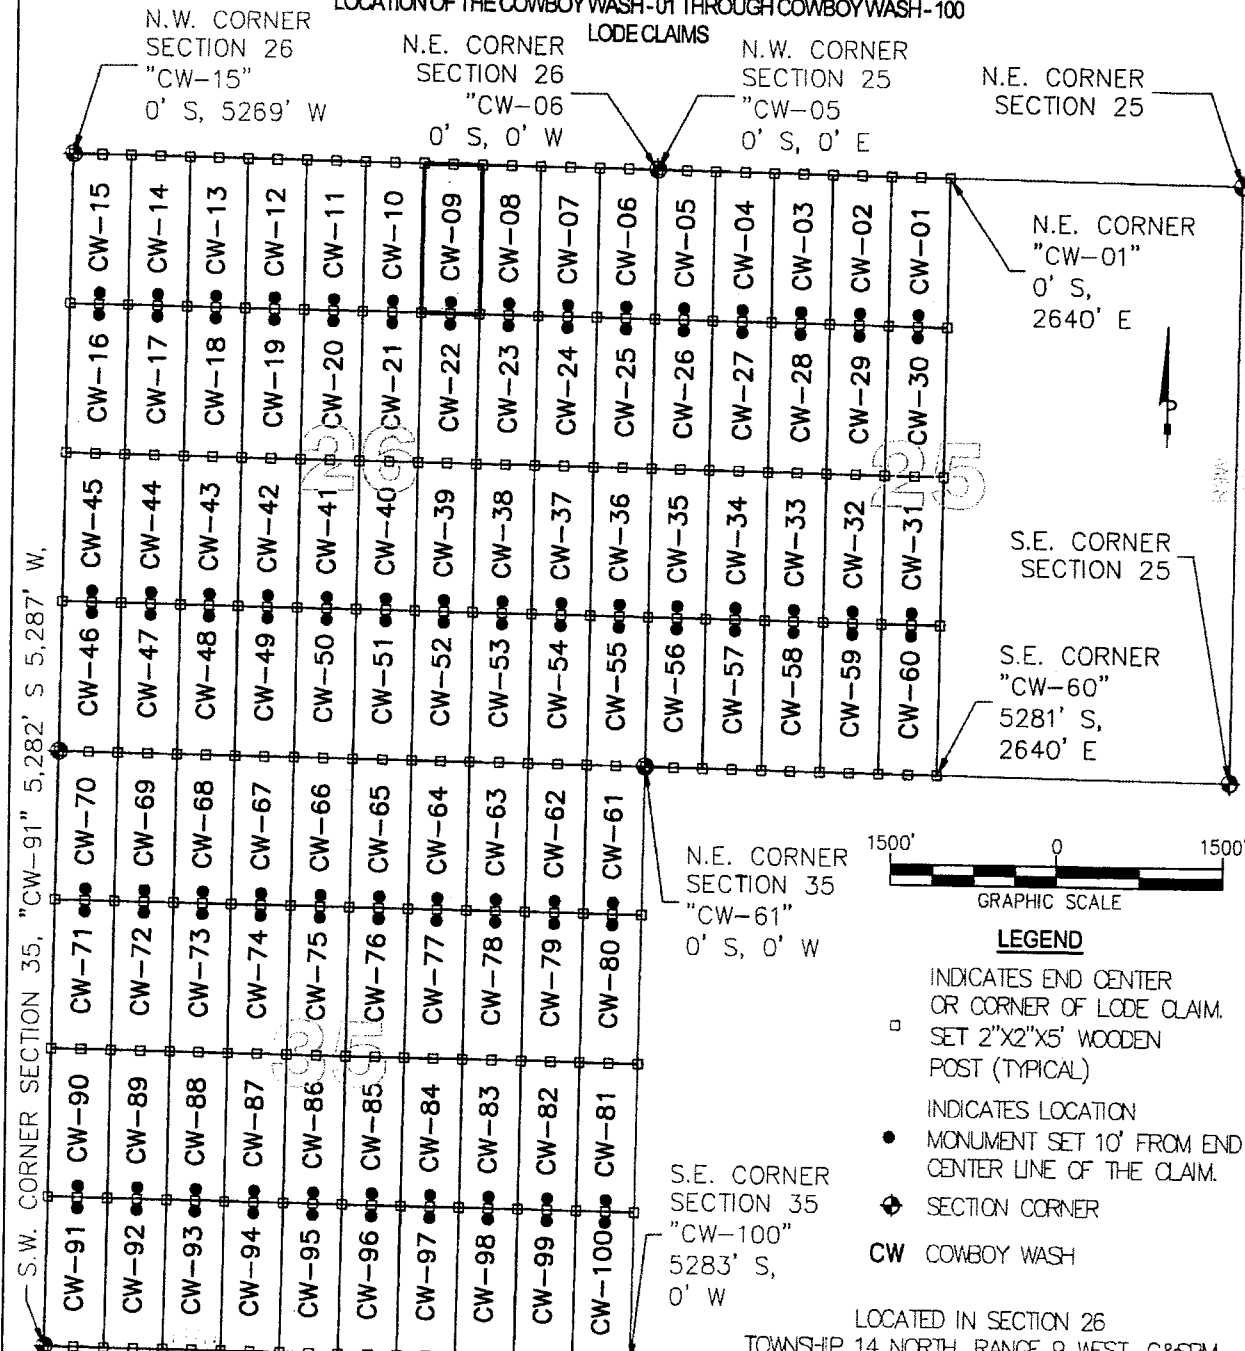 LOCATION OF THE COWBOY WASH-01 THROUGH COWBOY WASH-100
LODE CLAIMS
N.W. CORNER
SECTION 26
"CW-15"
0' S, 5269' W
N.E. CORNER
SECTION 26
"CW-06
0' S, 0' W
N.W. CORNER
SECTION 25
"CW-05
0' S, 0' E
N.E. CORNER
SECTION 25
CW-15 CW-14 CW-13 CW-12 CW-11 CW-10 CW-09 CW-08 CW-07 CW-06 CW-05 CW-04 CW-03 CW-02 CW-01
N.E. CORNER
"CW-01"
0' S,
2640' E
CW-16 CW-17 CW-18 CW-19 CW-20 CW-21 CW-22 CW-23 CW-24 CW-25 CW-26 CW-27 CW-28 CW-29 CW-30
26
25
CW-45 CW-44 CW-43 CW-42 CW-41 CW-40 CW-39 CW-38 CW-37 CW-36 CW-35 CW-34 CW-33 CW-32 CW-31
S.E. CORNER
SECTION 25
CW-46 CW-47 CW-48 CW-49 CW-50 CW-51 CW-52 CW-53 CW-54 CW-55 CW-56 CW-57 CW-58 CW-59 CW-60
S.E. CORNER
"CW-60"
5281' S,
2640' E
CW-70 CW-69 CW-68 CW-67 CW-66 CW-65 CW-64 CW-63 CW-62 CW-61
N.E. CORNER
SECTION 35
"CW-61"
0' S, 0' W
CW-71 CW-72 CW-73 CW-74 CW-75 CW-76 CW-77 CW-78 CW-79 CW-80
35
CW-90 CW-89 CW-88 CW-87 CW-86 CW-85 CW-84 CW-83 CW-82 CW-81
CW-91 CW-92 CW-93 CW-94 CW-95 CW-96 CW-97 CW-98 CW-99 CW-100
S.E. CORNER
SECTION 35
"CW-100"
5283' S,
0' W
S.W. CORNER SECTION 35, "CW-91" 5,282' S 5,287' W,
1500' 0 1500'
GRAPHIC SCALE
LEGEND
INDICATES END CENTER
OR CORNER OF LODE CLAIM.
SET 2"X2"X5' WOODEN
POST (TYPICAL)
INDICATES LOCATION
MONUMENT SET 10' FROM END
CENTER LINE OF THE CLAIM.
SECTION CORNER
CW COWBOY WASH
LOCATED IN SECTION 26
TOWNSHIP 14 NORTH, RANGE 9 WEST, G&SRM